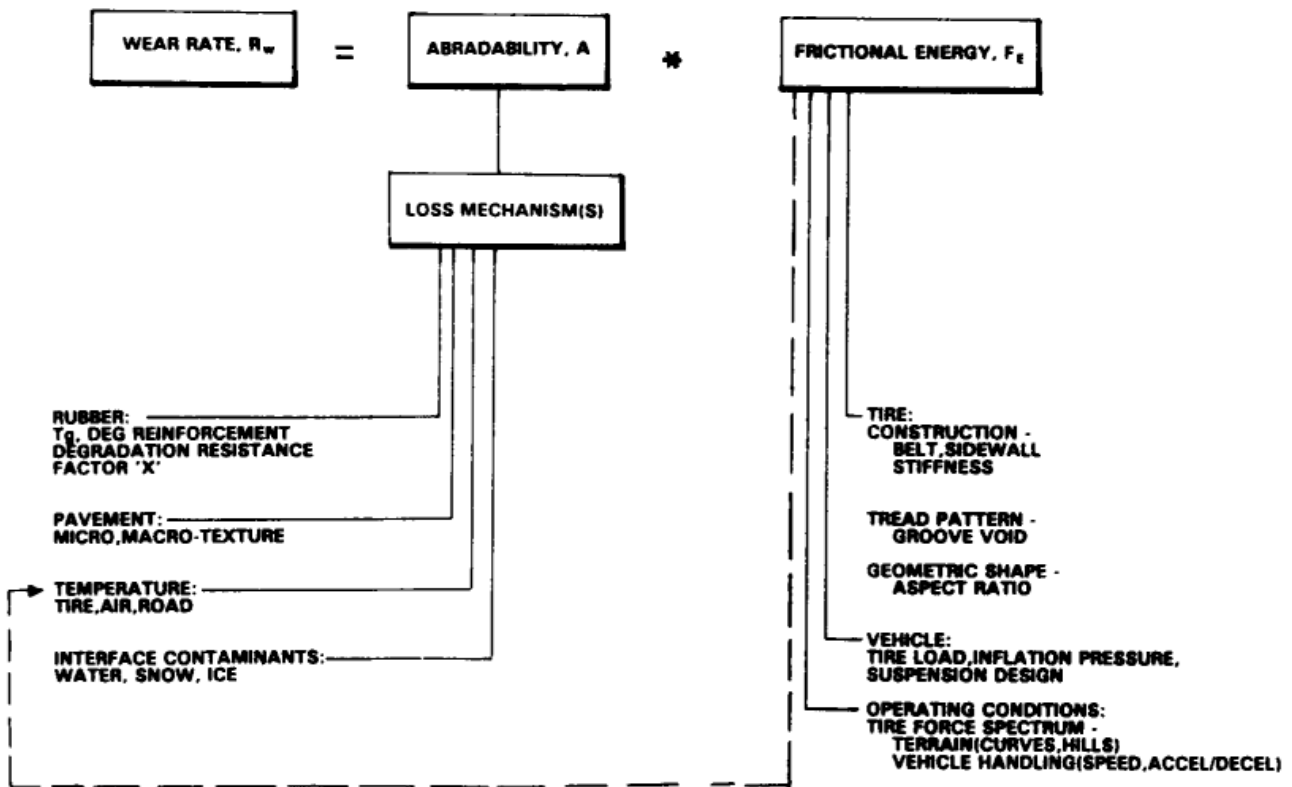 WEAR RATE, Rw = ABRADABILITY, A * FRICTIONAL ENERGY, FE
LOSS MECHANISM(S)
RUBBER:
Tg, DEG REINFORCEMENT
DEGRADATION RESISTANCE
FACTOR 'X'
PAVEMENT:
MICRO,MACRO-TEXTURE
TEMPERATURE:
TIRE,AIR,ROAD
INTERFACE CONTAMINANTS:
WATER, SNOW, ICE
TIRE:
CONSTRUCTION -
BELT,SIDEWALL
STIFFNESS
TREAD PATTERN -
GROOVE VOID
GEOMETRIC SHAPE -
ASPECT RATIO
VEHICLE:
TIRE LOAD,INFLATION PRESSURE,
SUSPENSION DESIGN
OPERATING CONDITIONS:
TIRE FORCE SPECTRUM -
TERRAIN(CURVES,HILLS)
VEHICLE HANDLING(SPEED,ACCEL/DECEL)